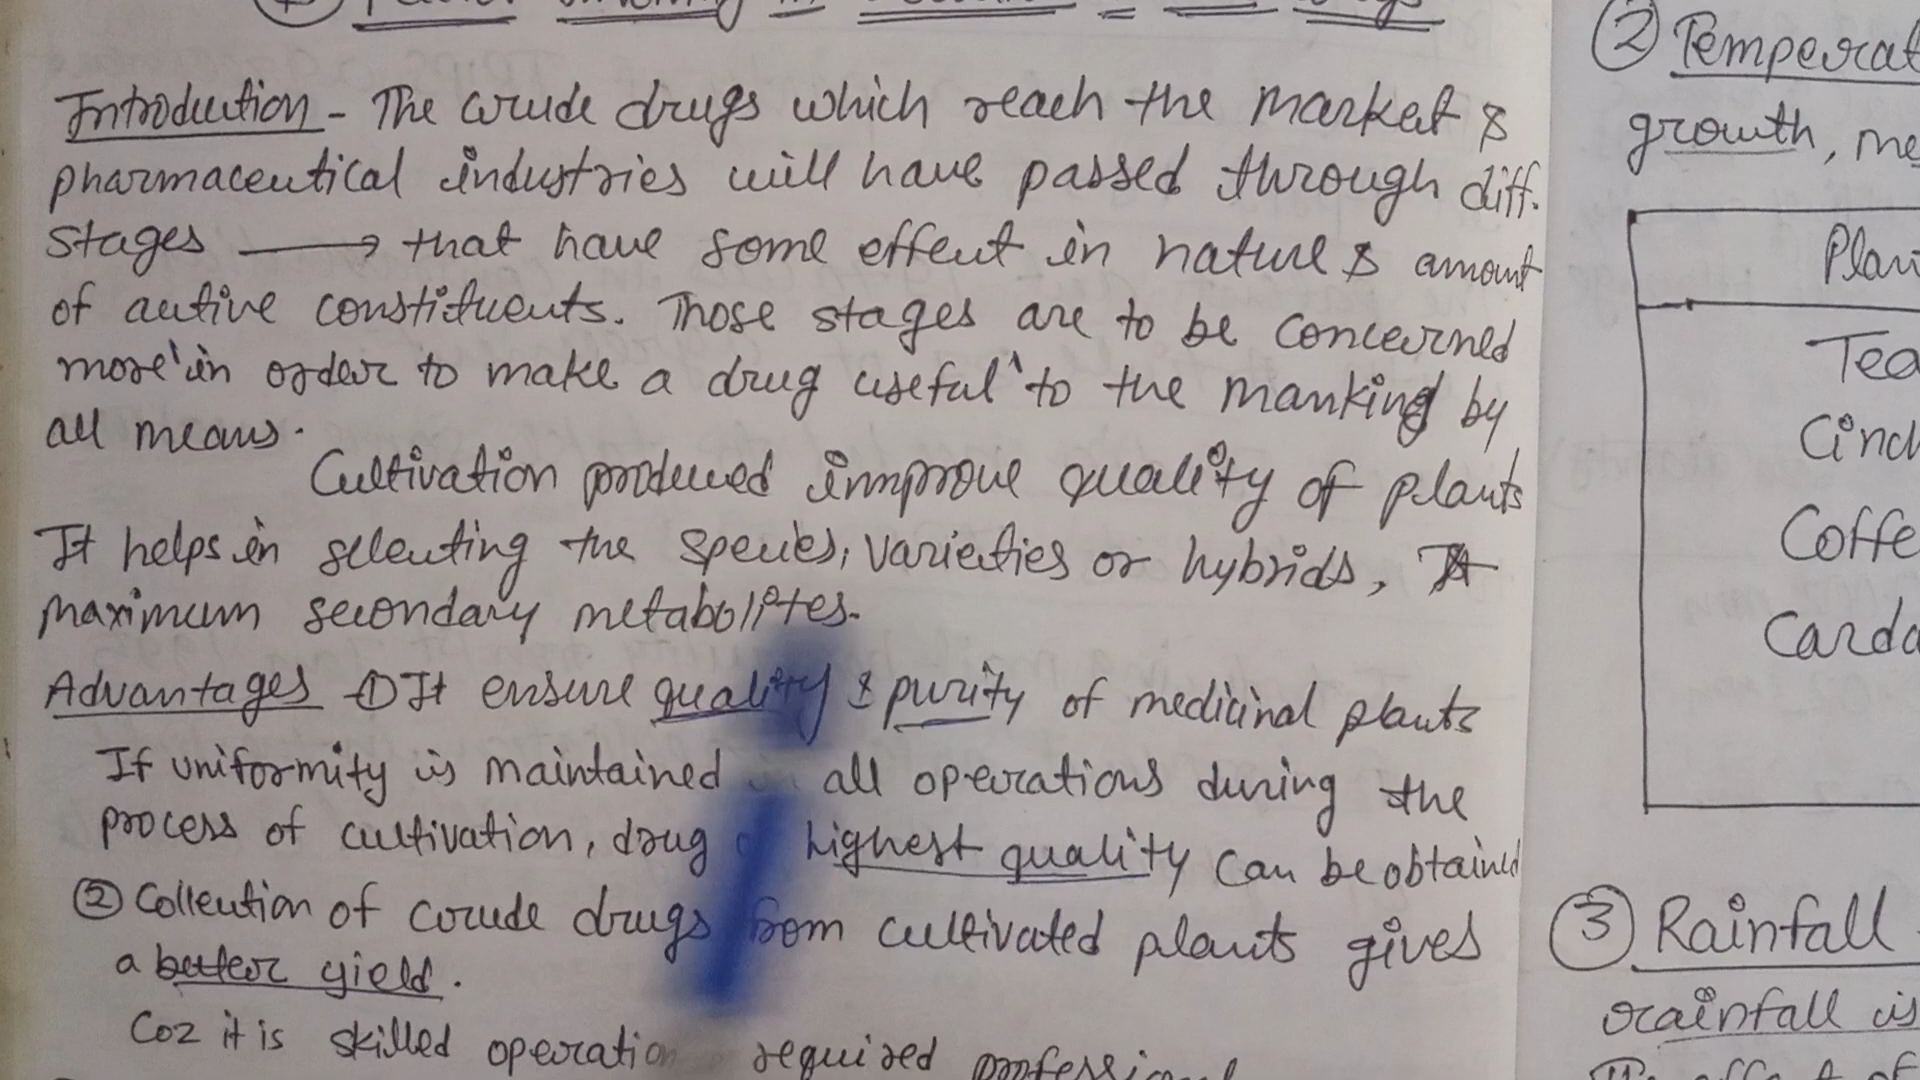 Introduction - The crude drugs which reach the market &
pharmaceutical industries will have passed through diff.
stages → that have some effect in nature & amount
of active constituents. Those stages are to be concerned
more in order to make a drug useful to the manking by
all means.
Cultivation produced inmprove quality of plants
It helps in selecting the species, varieties or hybrids,
maximum secondary metabolites.
Advantages ① It ensure quality & purity of medicinal plants
If uniformity is maintained all operations during the
process of cultivation, drug highest quality can be obtained
② Collection of crude drugs from cultivated plants gives
a better yield.
Coz it is skilled operation required professional
② Temperat
growth, me
Plan
Tea
Cinch
Coffe
Carda
③ Rainfall
rainfall is